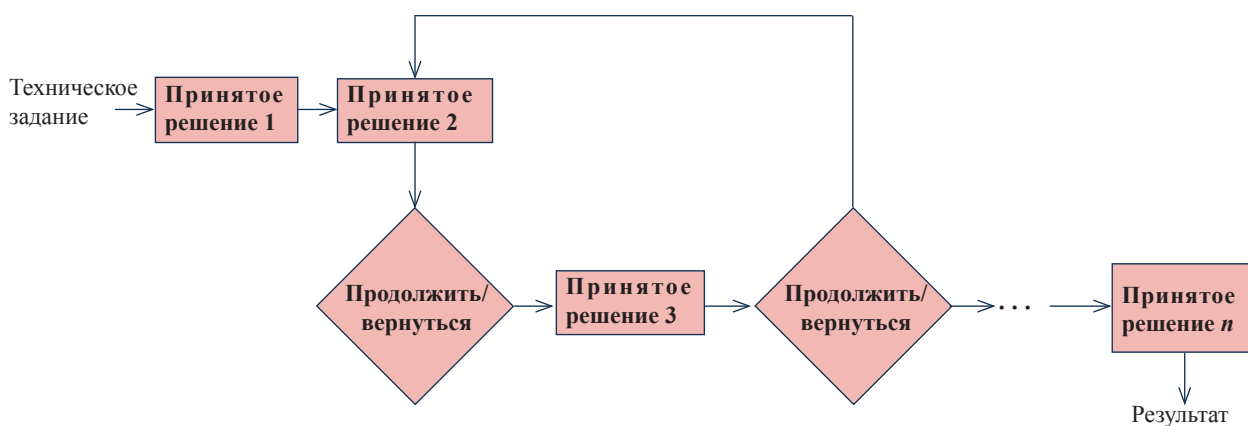 Техническое
задание
Принятое
решение 1
Принятое
решение 2
Продолжить/
вернуться
Принятое
решение 3
Продолжить/
вернуться
...
Принятое
решение n
Результат